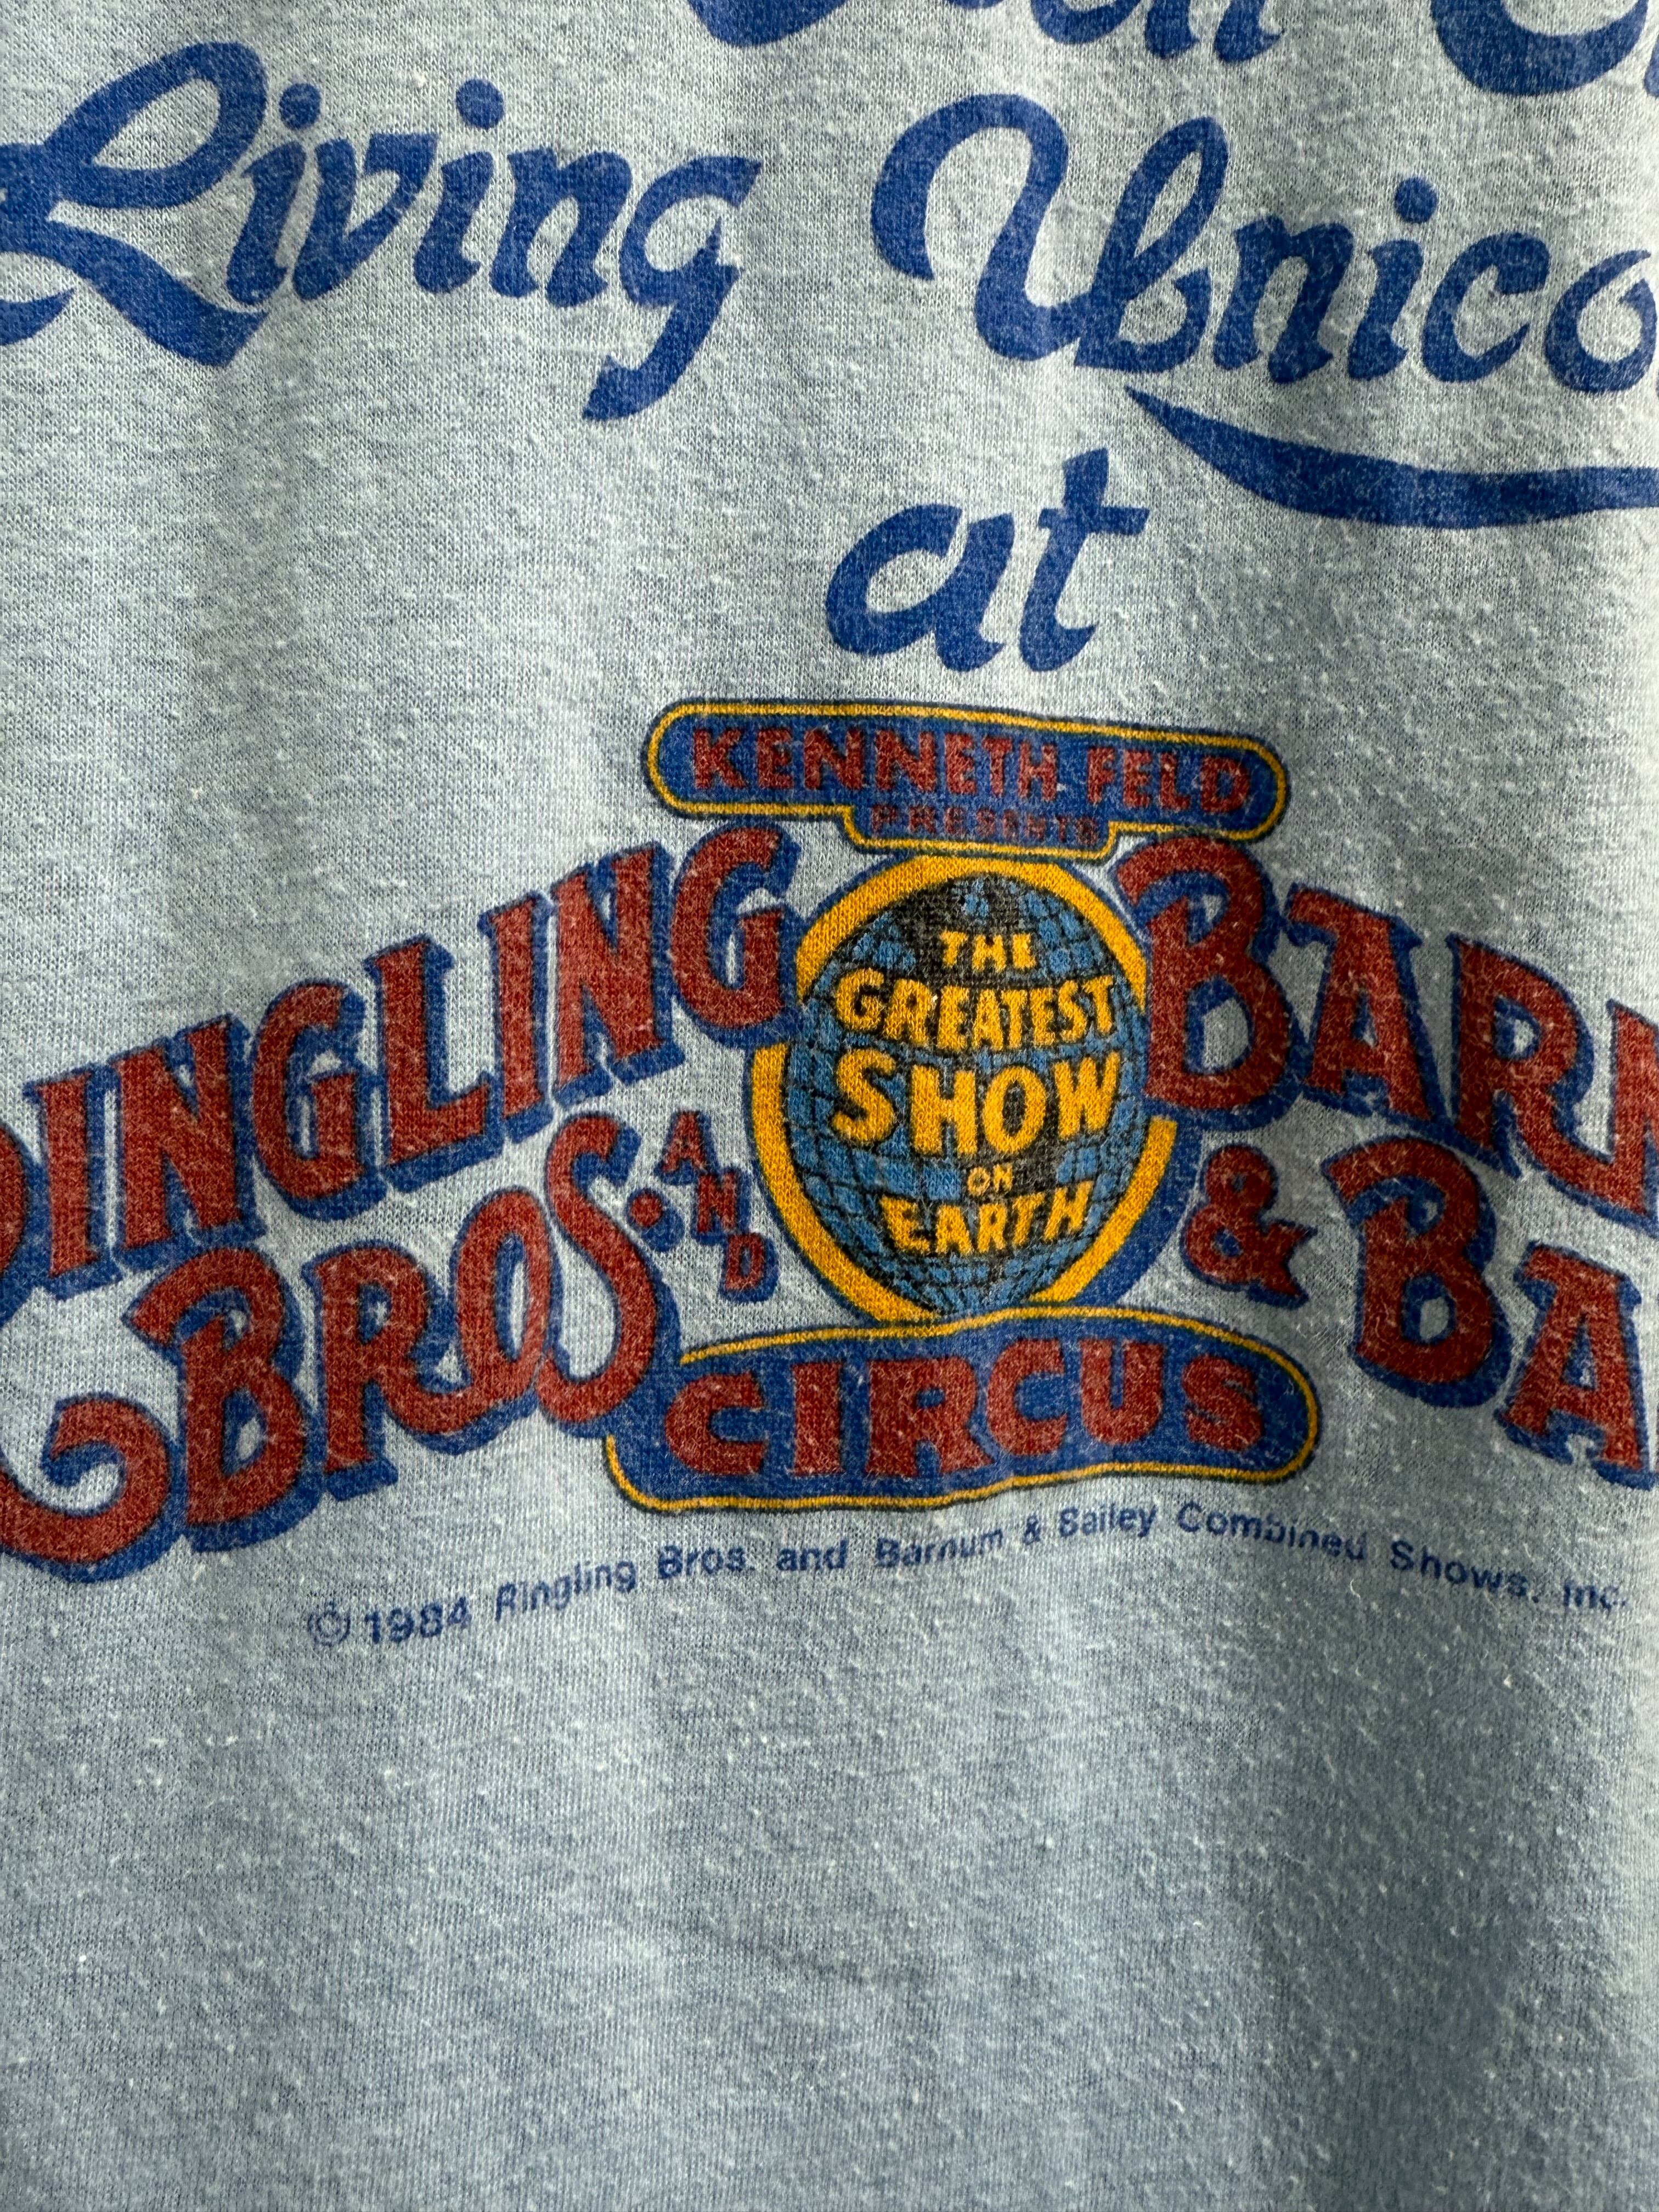 Living Unico
at
KENNETH FELD
PRESENTS
RINGLING
BROS. AND
THE
GREATEST
SHOW
ON
EARTH
BARN
& BA
CIRCUS
© 1984 Ringling Bros. and Barnum & Bailey Combined Shows, Inc.